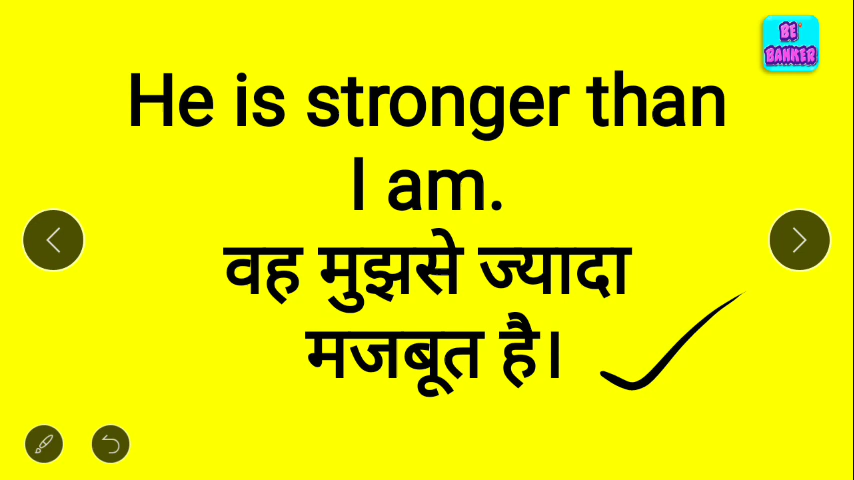 BE
BANKER
He is stronger than
I am.
वह मुझसे ज्यादा
मजबूत है।